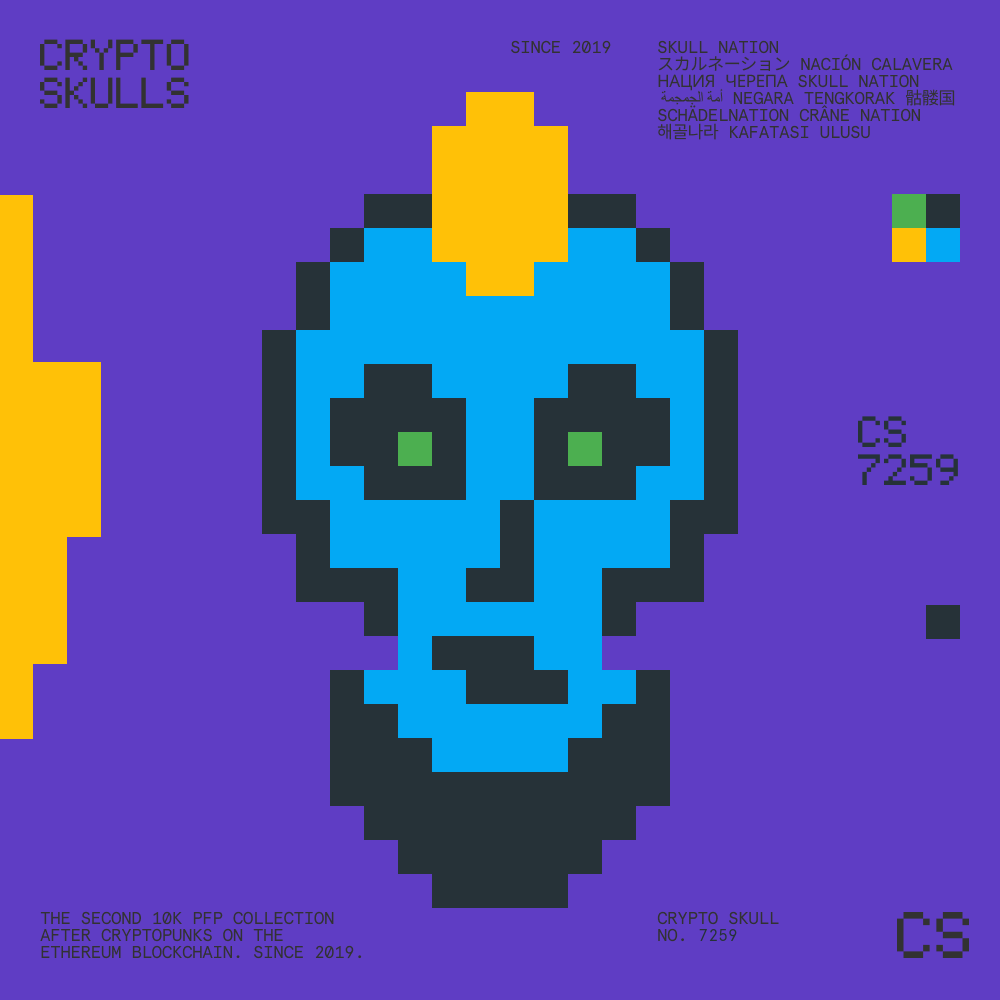 CRYPTO
SKULLS
SINCE 2019
SKULL NATION
スカルネーション NACIÓN CALAVERA
НАЦИЯ ЧЕРЕПА SKULL NATION
أمة الجمجمة NEGARA TENGKORAK 骷髅国
SCHÄDELNATION CRÂNE NATION
해골나라 KAFATASI ULUSU
CS
7259
THE SECOND 10K PFP COLLECTION
AFTER CRYPTOPUNKS ON THE
ETHEREUM BLOCKCHAIN. SINCE 2019.
CRYPTO SKULL
NO. 7259
CS